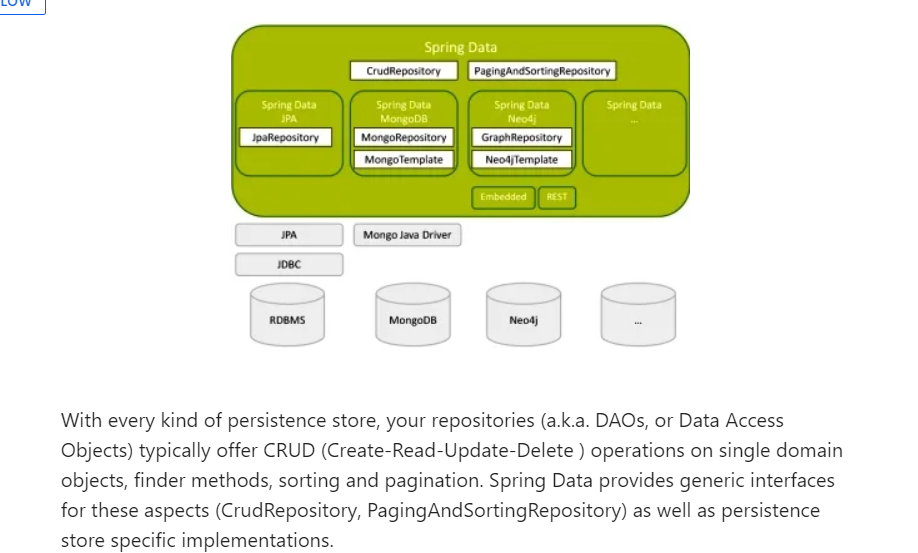 LOW
Spring Data
CrudRepository PagingAndSortingRepository
Spring Data Spring Data Spring Data Spring Data
JPA MongoDB Neo4j ...
JpaRepository MongoRepository GraphRepository
MongoTemplate Neo4jTemplate
Embedded REST
JPA Mongo Java Driver
JDBC
RDBMS MongoDB Neo4j ...
With every kind of persistence store, your repositories (a.k.a. DAOs, or Data Access
Objects) typically offer CRUD (Create-Read-Update-Delete ) operations on single domain
objects, finder methods, sorting and pagination. Spring Data provides generic interfaces
for these aspects (CrudRepository, PagingAndSortingRepository) as well as persistence
store specific implementations.